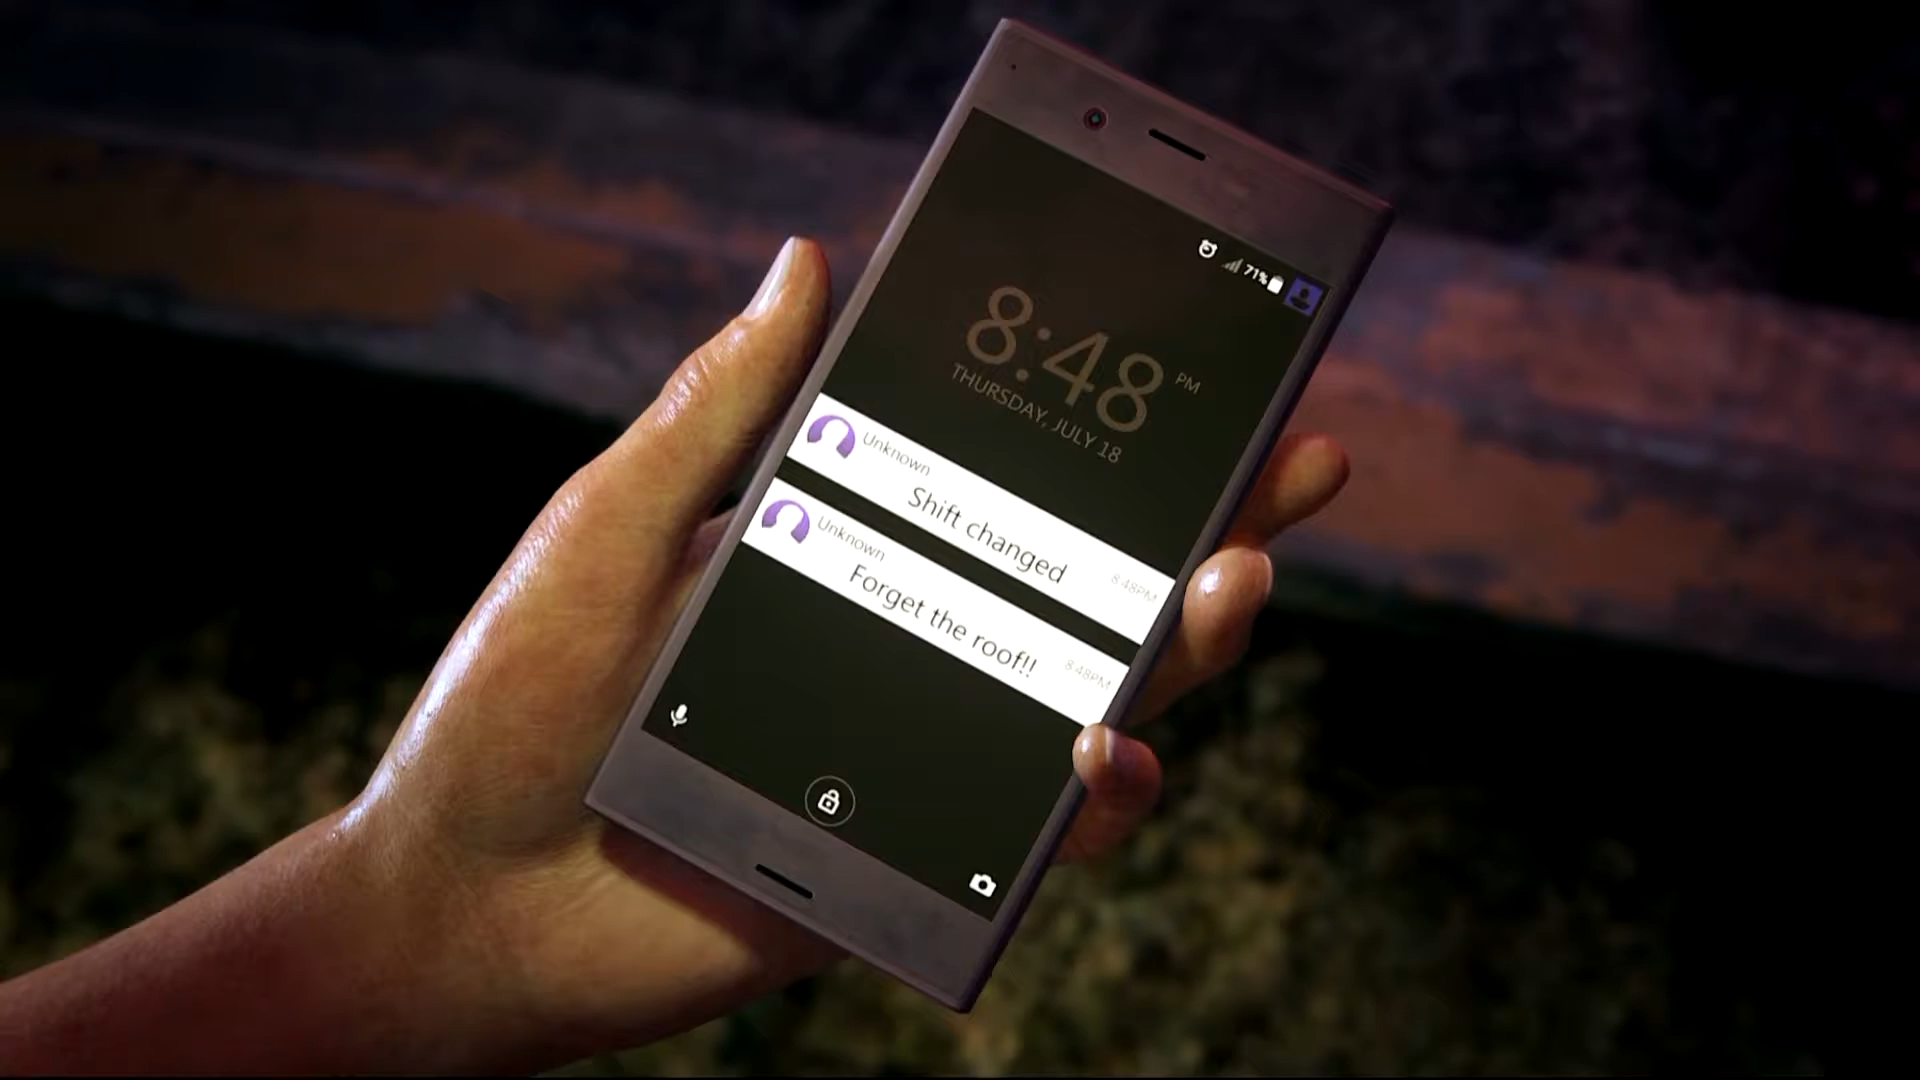 71%
8:48 PM
THURSDAY, JULY 18
Unknown
Shift changed
8:48PM
Unknown
Forget the roof!!
8:48PM